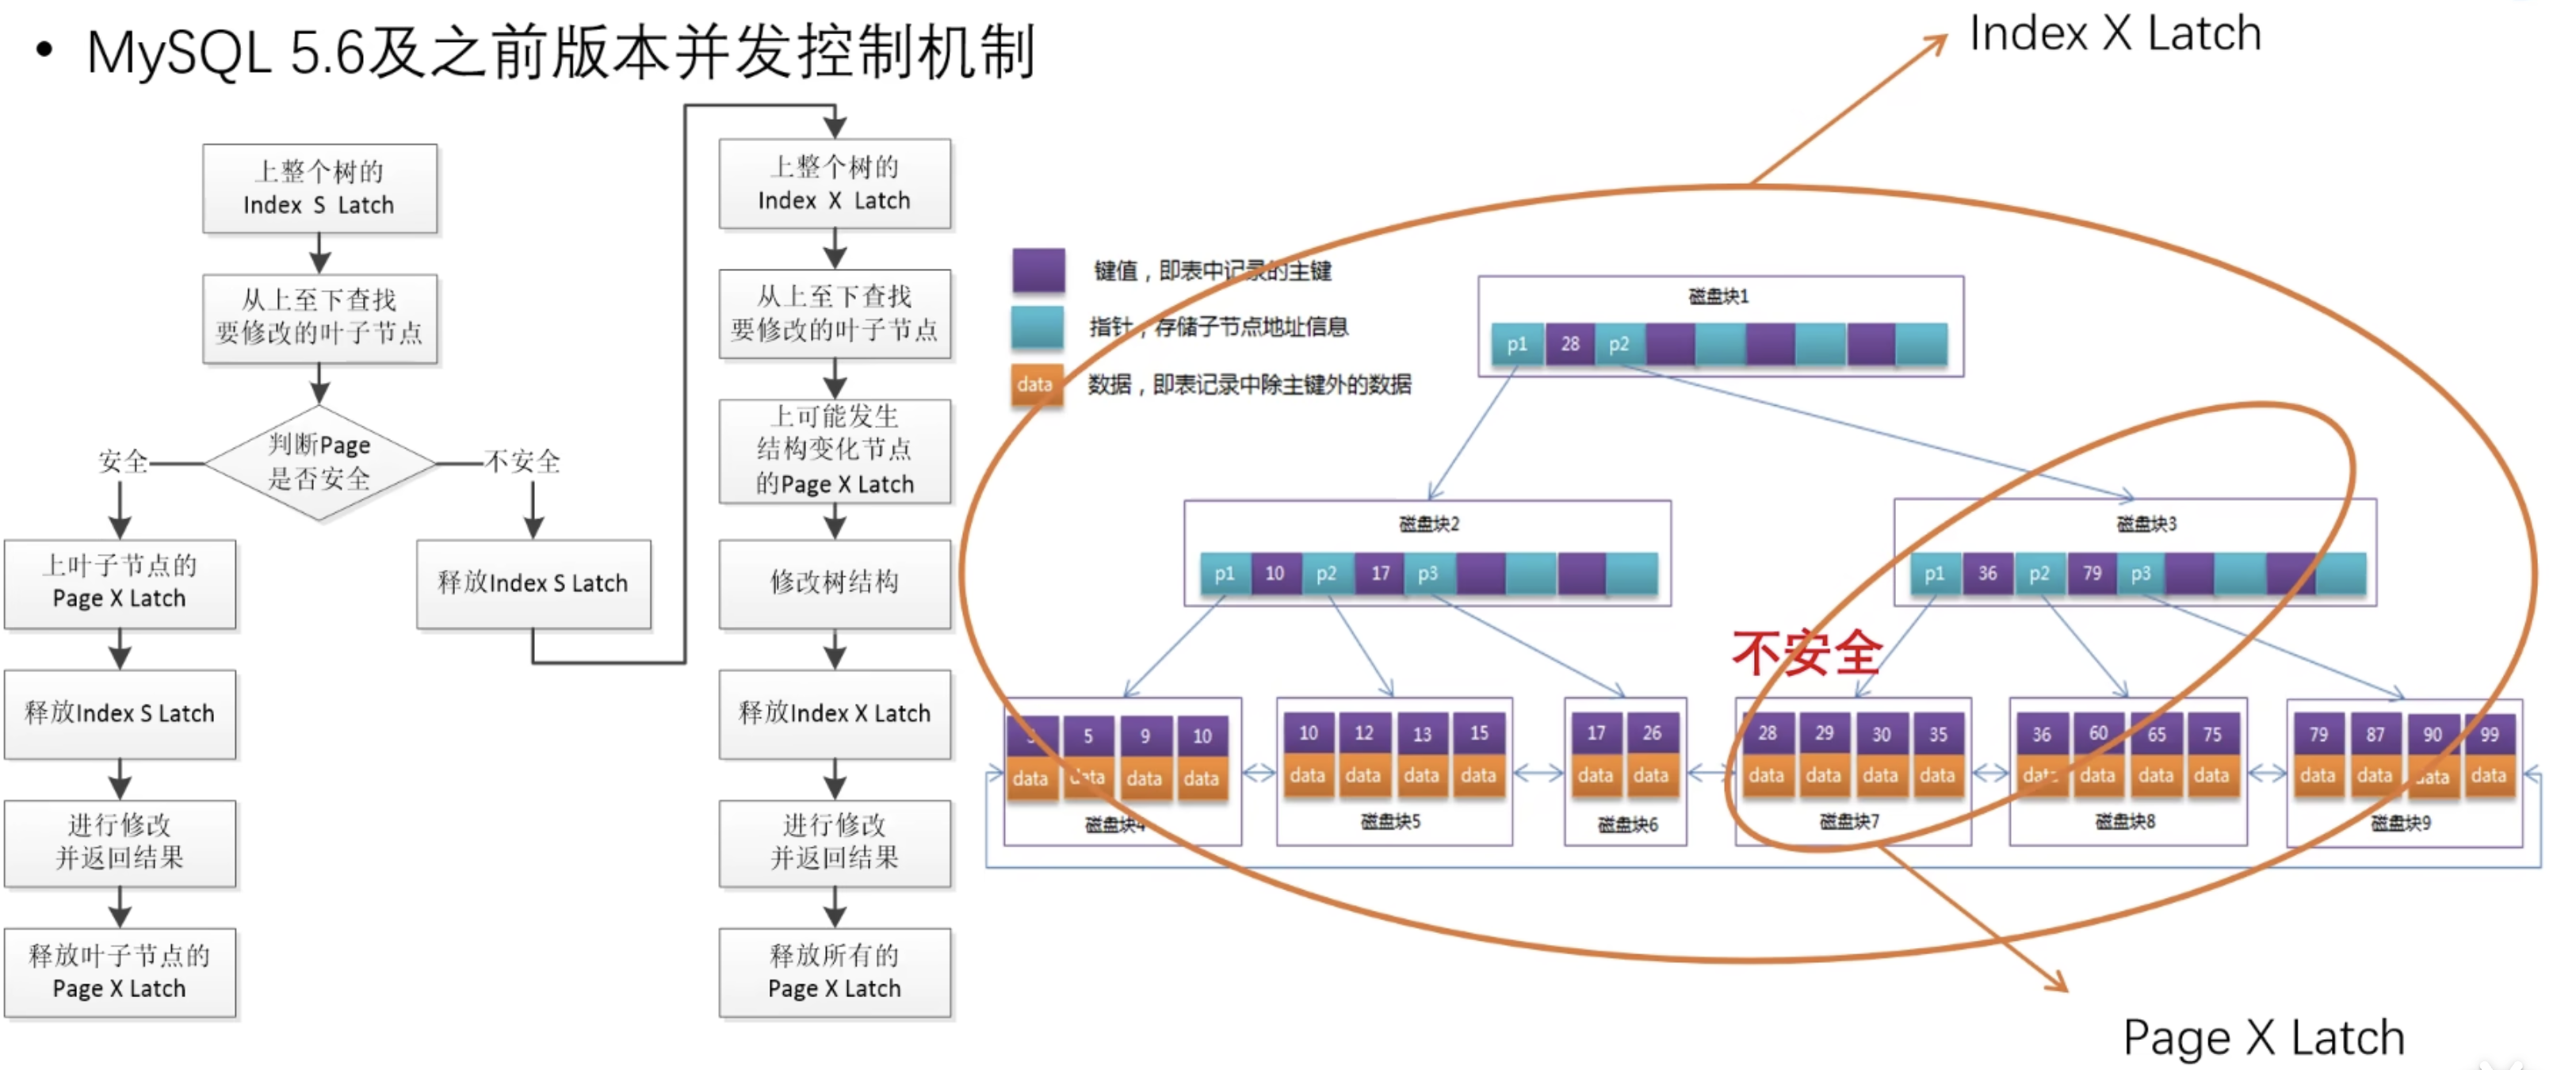 • MySQL 5.6及之前版本并发控制机制
Index X Latch
上整个树的
Index S Latch
从上至下查找
要修改的叶子节点
判断Page
是否安全
安全
不安全
上叶子节点的
Page X Latch
释放Index S Latch
进行修改
并返回结果
释放叶子节点的
Page X Latch
释放Index S Latch
上整个树的
Index X Latch
从上至下查找
要修改的叶子节点
上可能发生
结构变化节点
的Page X Latch
修改树结构
释放Index X Latch
进行修改
并返回结果
释放所有的
Page X Latch
键值，即表中记录的主键
指针，存储子节点地址信息
data 数据，即表记录中除主键外的数据
磁盘块1
p1 28 p2
磁盘块2
p1 10 p2 17 p3
磁盘块3
p1 36 p2 79 p3
不安全
5 9 10
data data data data
磁盘块4
10 12 13 15
data data data data
磁盘块5
17 26
data data
磁盘块6
28 29 30 35
data data data data
磁盘块7
36 60 65 75
data data data data
磁盘块8
79 87 90 99
data data data data
磁盘块9
Page X Latch